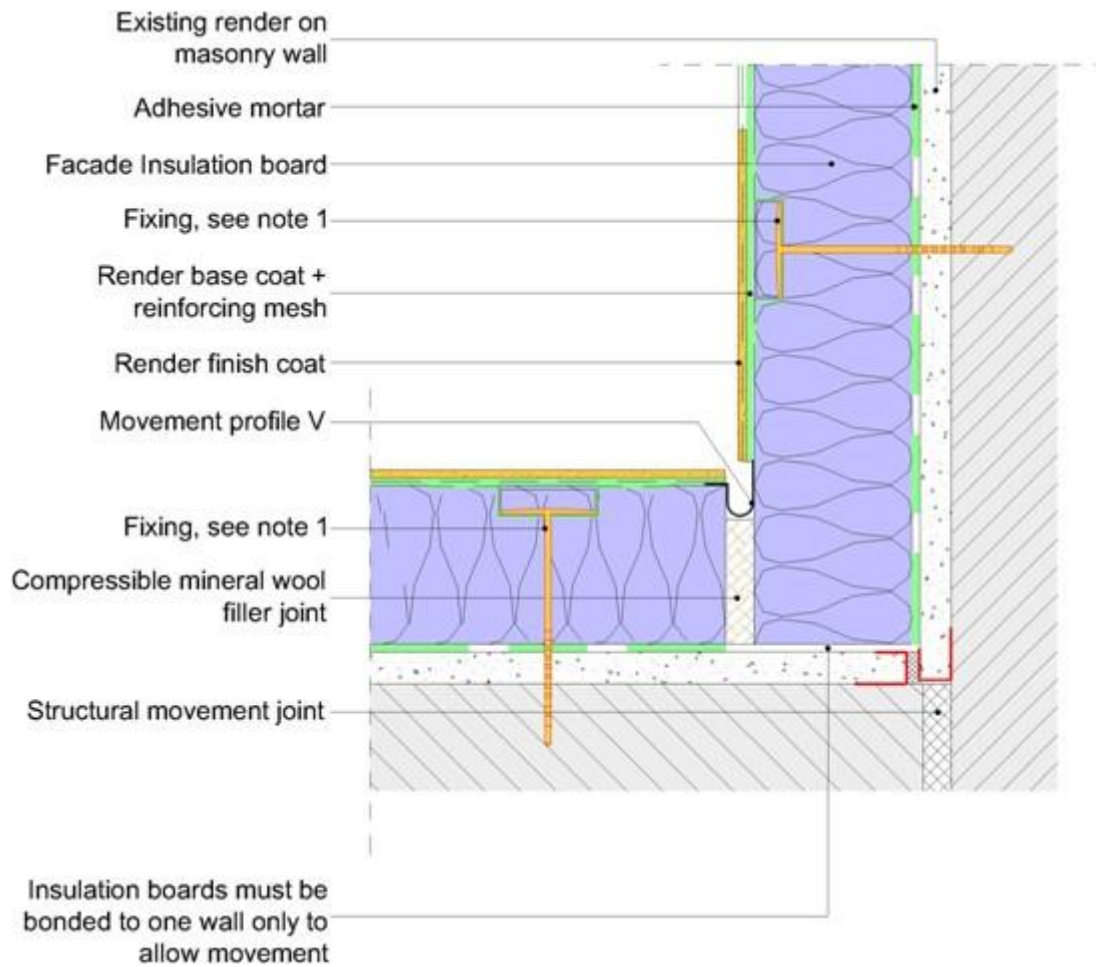 Existing render on
masonry wall
Adhesive mortar
Facade Insulation board
Fixing, see note 1
Render base coat +
reinforcing mesh
Render finish coat
Movement profile V
Fixing, see note 1
Compressible mineral wool
filler joint
Structural movement joint
Insulation boards must be
bonded to one wall only to
allow movement